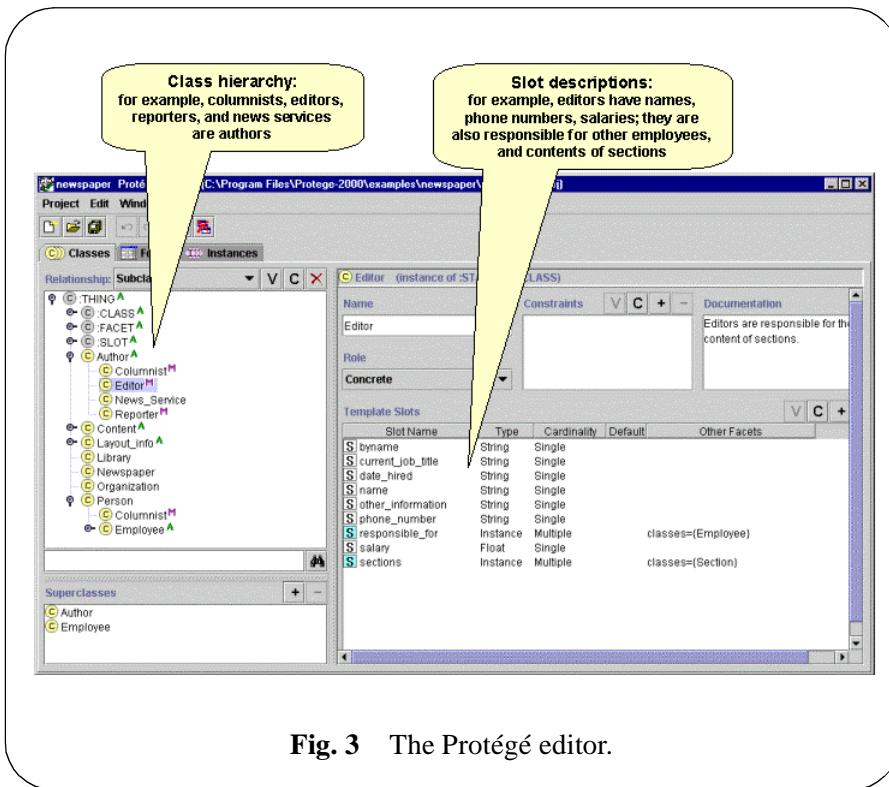 Class hierarchy:
for example, columnists, editors,
reporters, and news services
are authors
Slot descriptions:
for example, editors have names,
phone numbers, salaries; they are
also responsible for other employees,
and contents of sections
newspaper Proté (C:\Program Files\Protege-2000\examples\newspaper\
Project Edit Wind
Classes Fo Instances
Relationship: Subcla V C
:THING A
:CLASS A
:FACET A
:SLOT A
Author A
Columnist M
Editor M
News_Service
Reporter M
Content A
Layout_info A
Library
Newspaper
Organization
Person
Columnist M
Employee A
Superclasses + -
Author
Employee
C Editor (instance of :STA CLASS)
Name
Editor
Constraints V C + -
Documentation
Editors are responsible for the
content of sections.
Role
Concrete
Template Slots V C +
Slot Name Type Cardinality Default Other Facets
S byname String Single
S current_job_title String Single
S date_hired String Single
S name String Single
S other_information String Single
S phone_number String Single
S responsible_for Instance Multiple classes={Employee}
S salary Float Single
S sections Instance Multiple classes={Section}
Fig. 3 The Protégé editor.